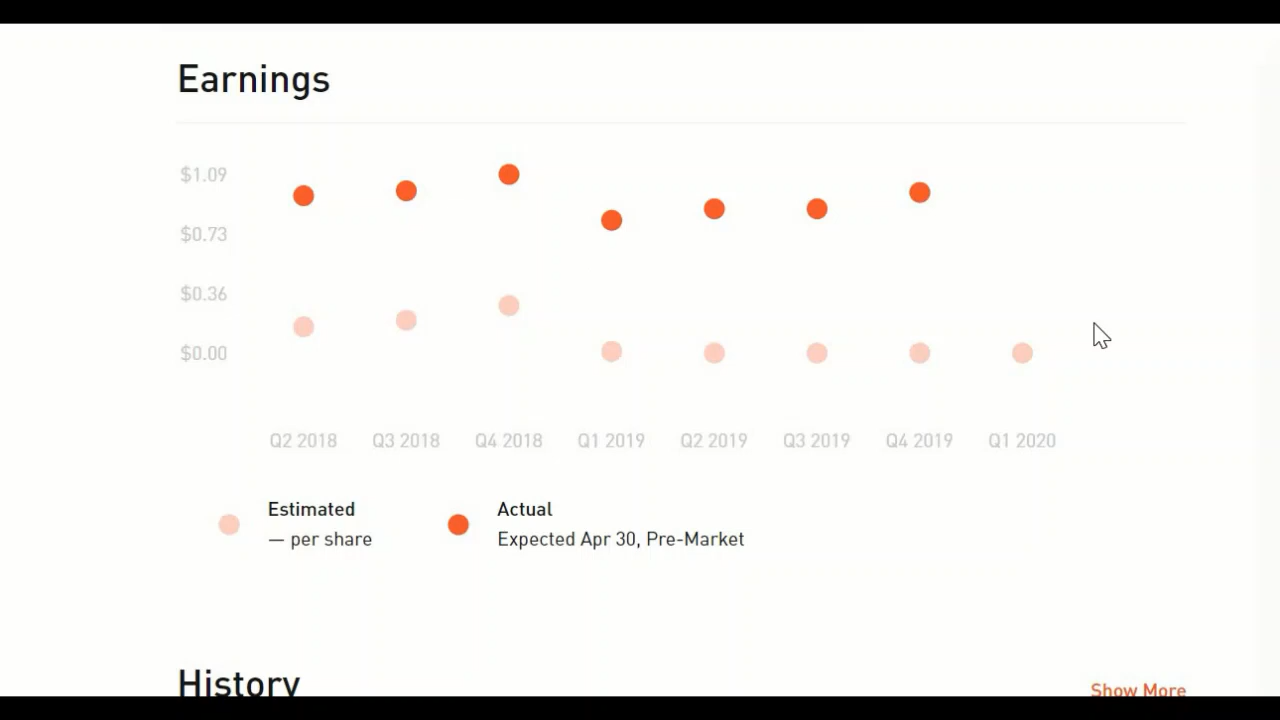 Earnings
$1.09
$0.73
$0.36
$0.00
Q2 2018 Q3 2018 Q4 2018 Q1 2019 Q2 2019 Q3 2019 Q4 2019 Q1 2020
Estimated Actual
— per share Expected Apr 30, Pre-Market
History Show More